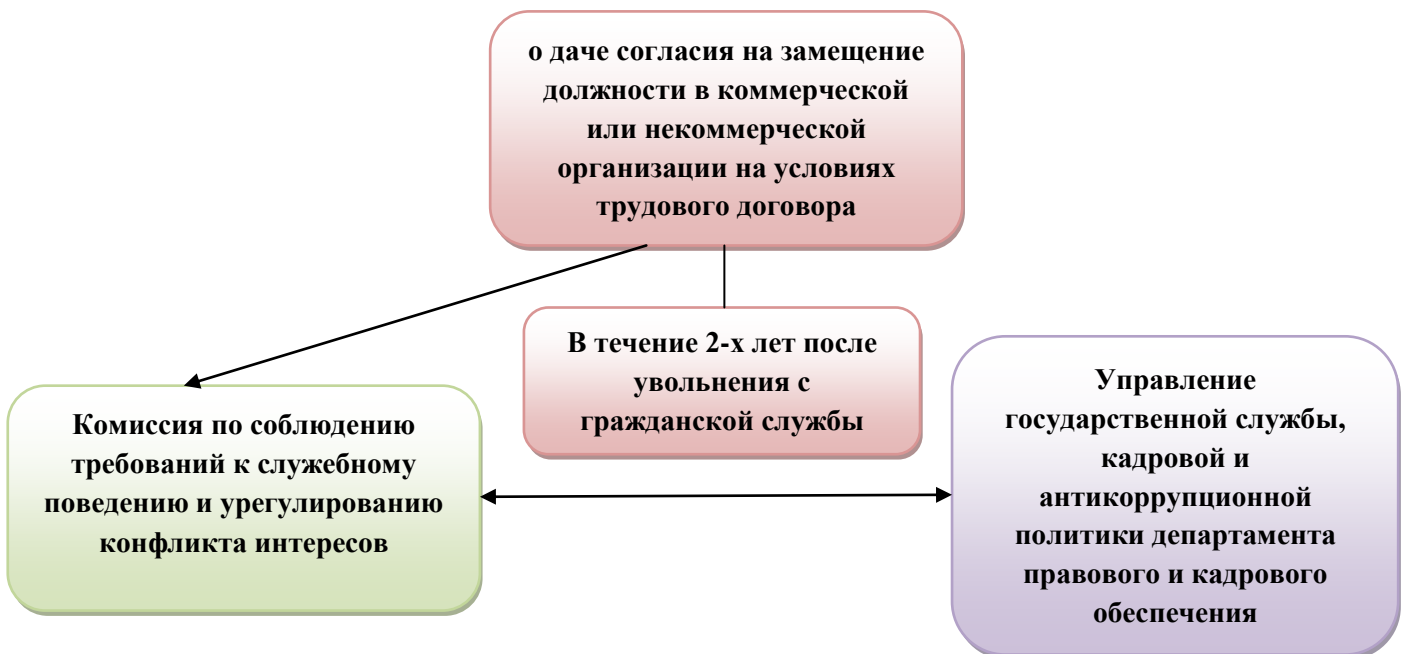 о даче согласия на замещение
должности в коммерческой
или некоммерческой
организации на условиях
трудового договора
В течение 2-х лет после
увольнения с
гражданской службы
Комиссия по соблюдению
требований к служебному
поведению и урегулированию
конфликта интересов
Управление
государственной службы,
кадровой и
антикоррупционной
политики департамента
правового и кадрового
обеспечения